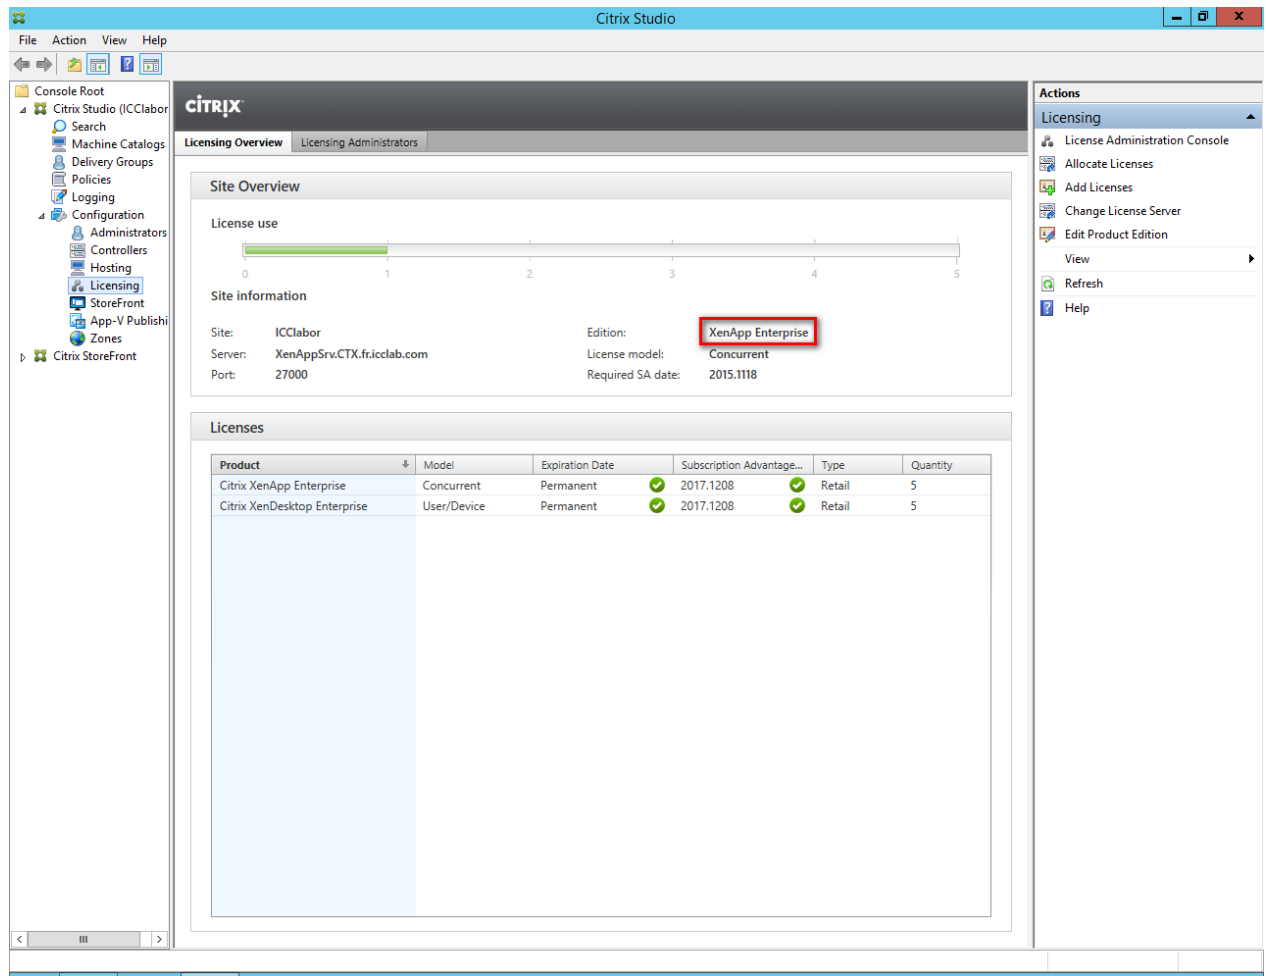 Citrix Studio
File Action View Help
Console Root
Citrix Studio (ICClabor
Search
Machine Catalogs
Delivery Groups
Policies
Logging
Configuration
Administrators
Controllers
Hosting
Licensing
StoreFront
App-V Publishi
Zones
Citrix StoreFront
CİTRIX
Licensing Overview Licensing Administrators
Site Overview
License use
0 1 2 3 4 5
Site information
Site: ICClabor Edition: XenApp Enterprise
Server: XenAppSrv.CTX.fr.icclab.com License model: Concurrent
Port: 27000 Required SA date: 2015.1118
Licenses
Product Model Expiration Date Subscription Advantage... Type Quantity
Citrix XenApp Enterprise Concurrent Permanent 2017.1208 Retail 5
Citrix XenDesktop Enterprise User/Device Permanent 2017.1208 Retail 5
Actions
Licensing
License Administration Console
Allocate Licenses
Add Licenses
Change License Server
Edit Product Edition
View
Refresh
Help